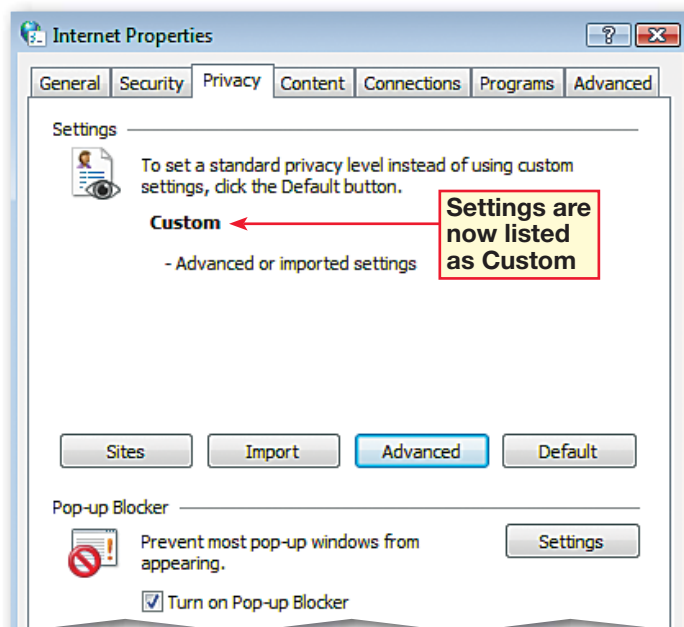 Internet Properties
General Security Privacy Content Connections Programs Advanced
Settings
To set a standard privacy level instead of using custom
settings, click the Default button.
Custom
Settings are
now listed
as Custom
- Advanced or imported settings
Sites Import Advanced Default
Pop-up Blocker
Prevent most pop-up windows from
appearing.
Settings
Turn on Pop-up Blocker